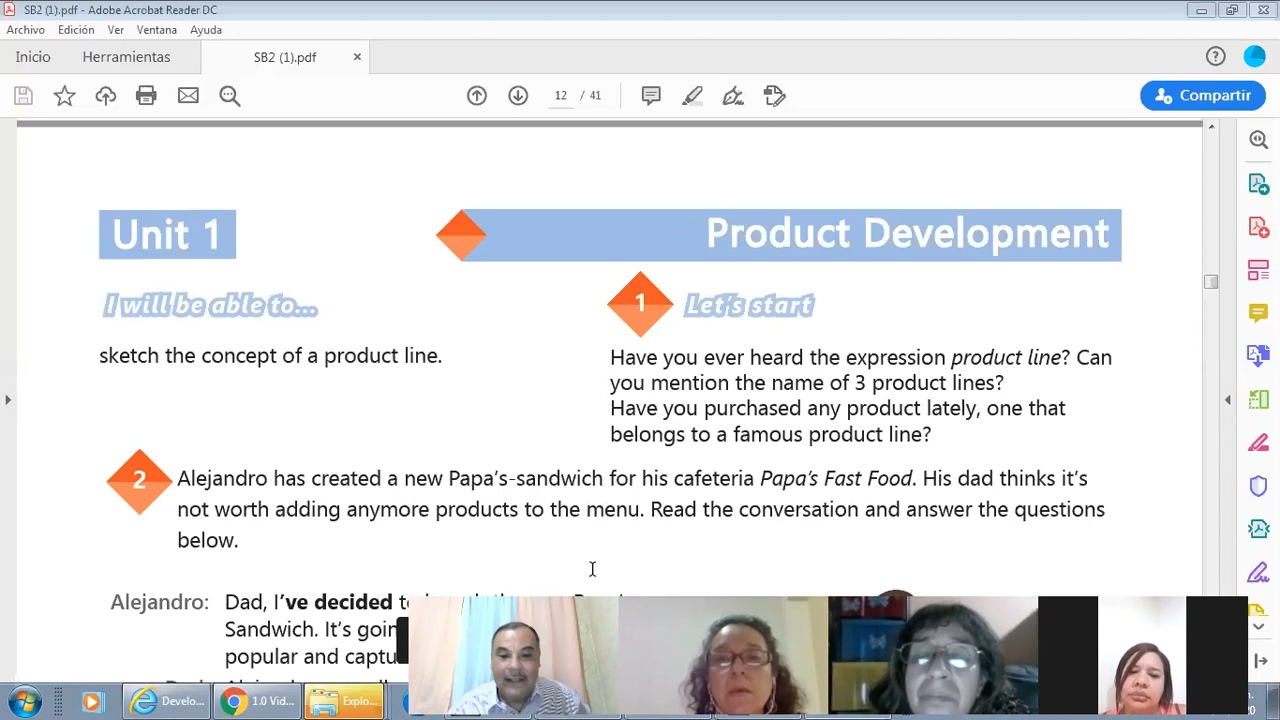 SB2 (1).pdf - Adobe Acrobat Reader DC
Archivo Edición Ver Ventana Ayuda
Inicio Herramientas SB2 (1).pdf ×
12 / 41
Compartir
Unit 1 Product Development
I will be able to...
sketch the concept of a product line.
1 Let's start
Have you ever heard the expression product line? Can
you mention the name of 3 product lines?
Have you purchased any product lately, one that
belongs to a famous product line?
2 Alejandro has created a new Papa's-sandwich for his cafeteria Papa's Fast Food. His dad thinks it's
not worth adding anymore products to the menu. Read the conversation and answer the questions
below.
Alejandro: Dad, I've decided
Sandwich. It's goin
popular and captu
Develo... 1.0 Vid... Explo...